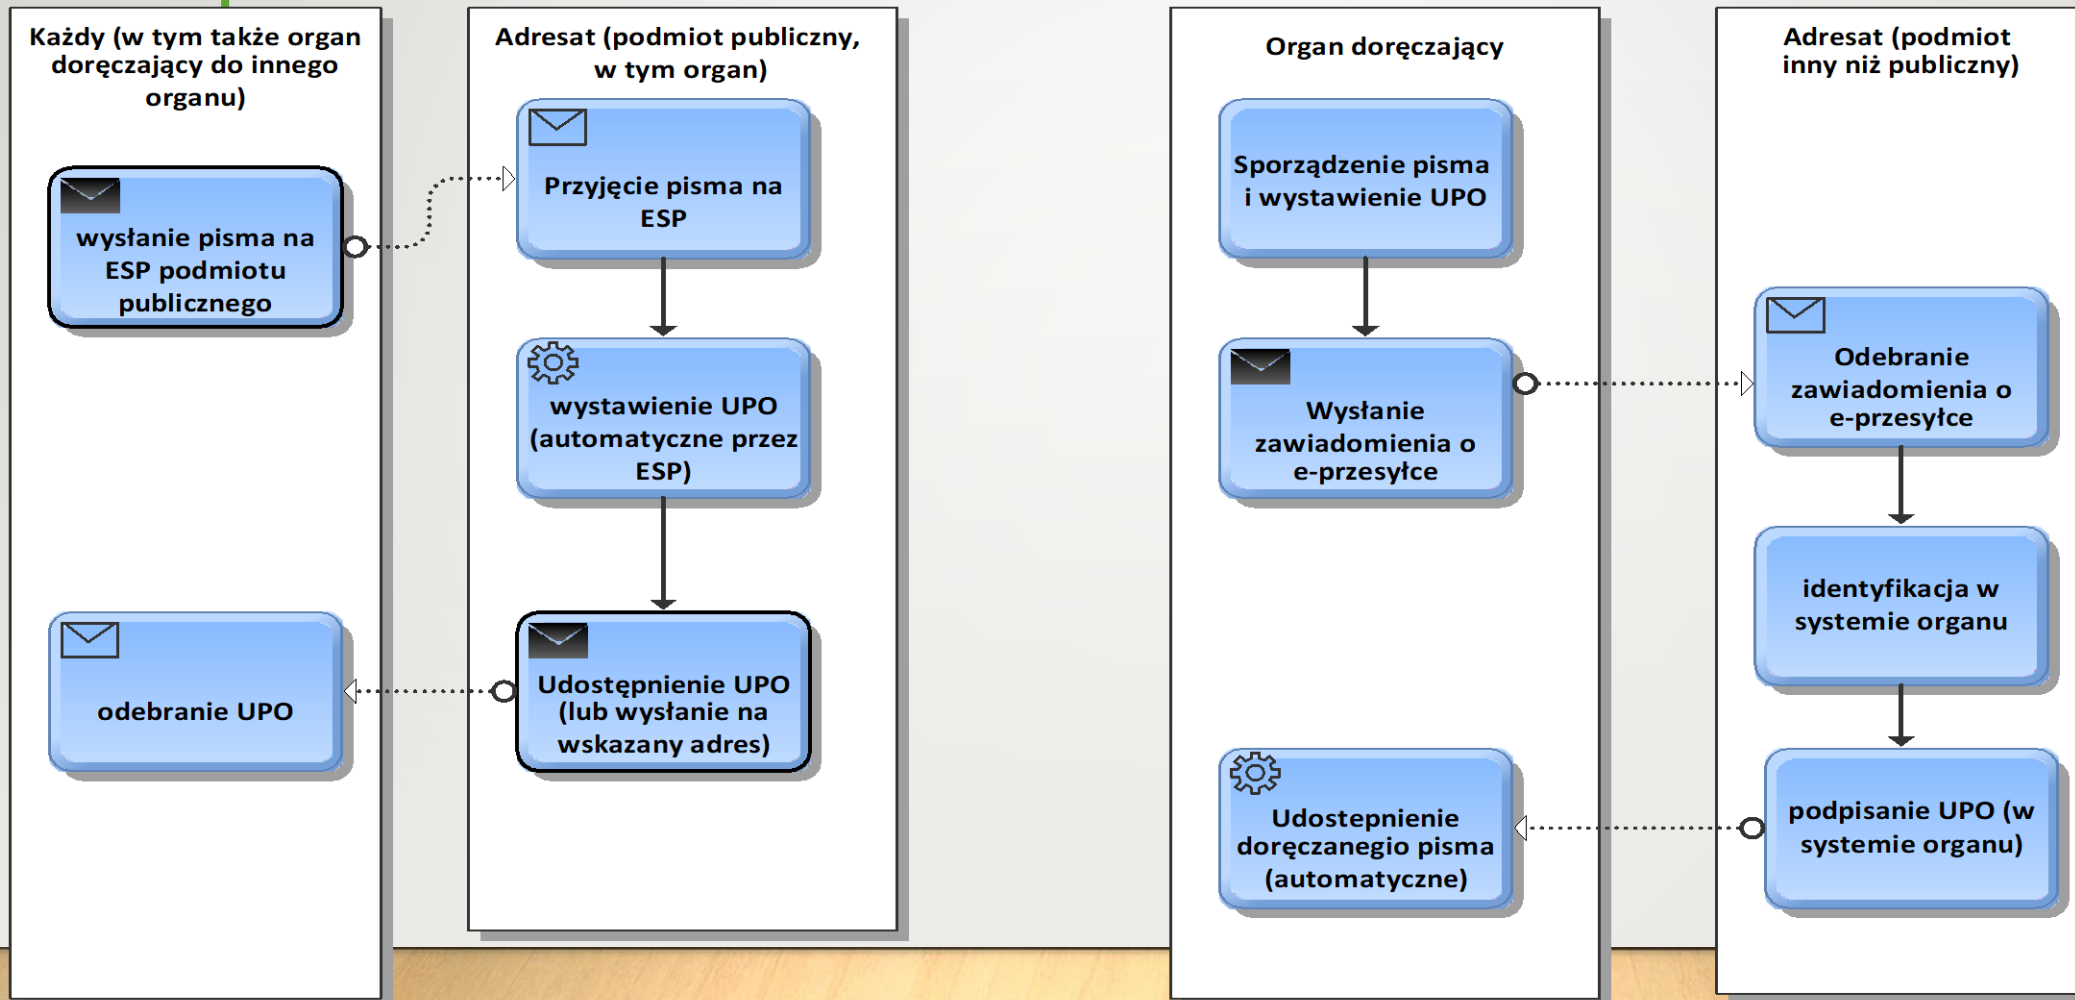 Każdy (w tym także organ
doręczający do innego
organu)
wysłanie pisma na
ESP podmiotu
publicznego
odebranie UPO
Adresat (podmiot publiczny,
w tym organ)
Przyjęcie pisma na
ESP
wystawienie UPO
(automatyczne przez
ESP)
Udostępnienie UPO
(lub wysłanie na
wskazany adres)
Organ doręczający
Sporządzenie pisma
i wystawienie UPO
Wysłanie
zawiadomienia o
e-przesyłce
Udostepnienie
doręczanegio pisma
(automatyczne)
Adresat (podmiot
inny niż publiczny)
Odebranie
zawiadomienia o
e-przesyłce
identyfikacja w
systemie organu
podpisanie UPO (w
systemie organu)